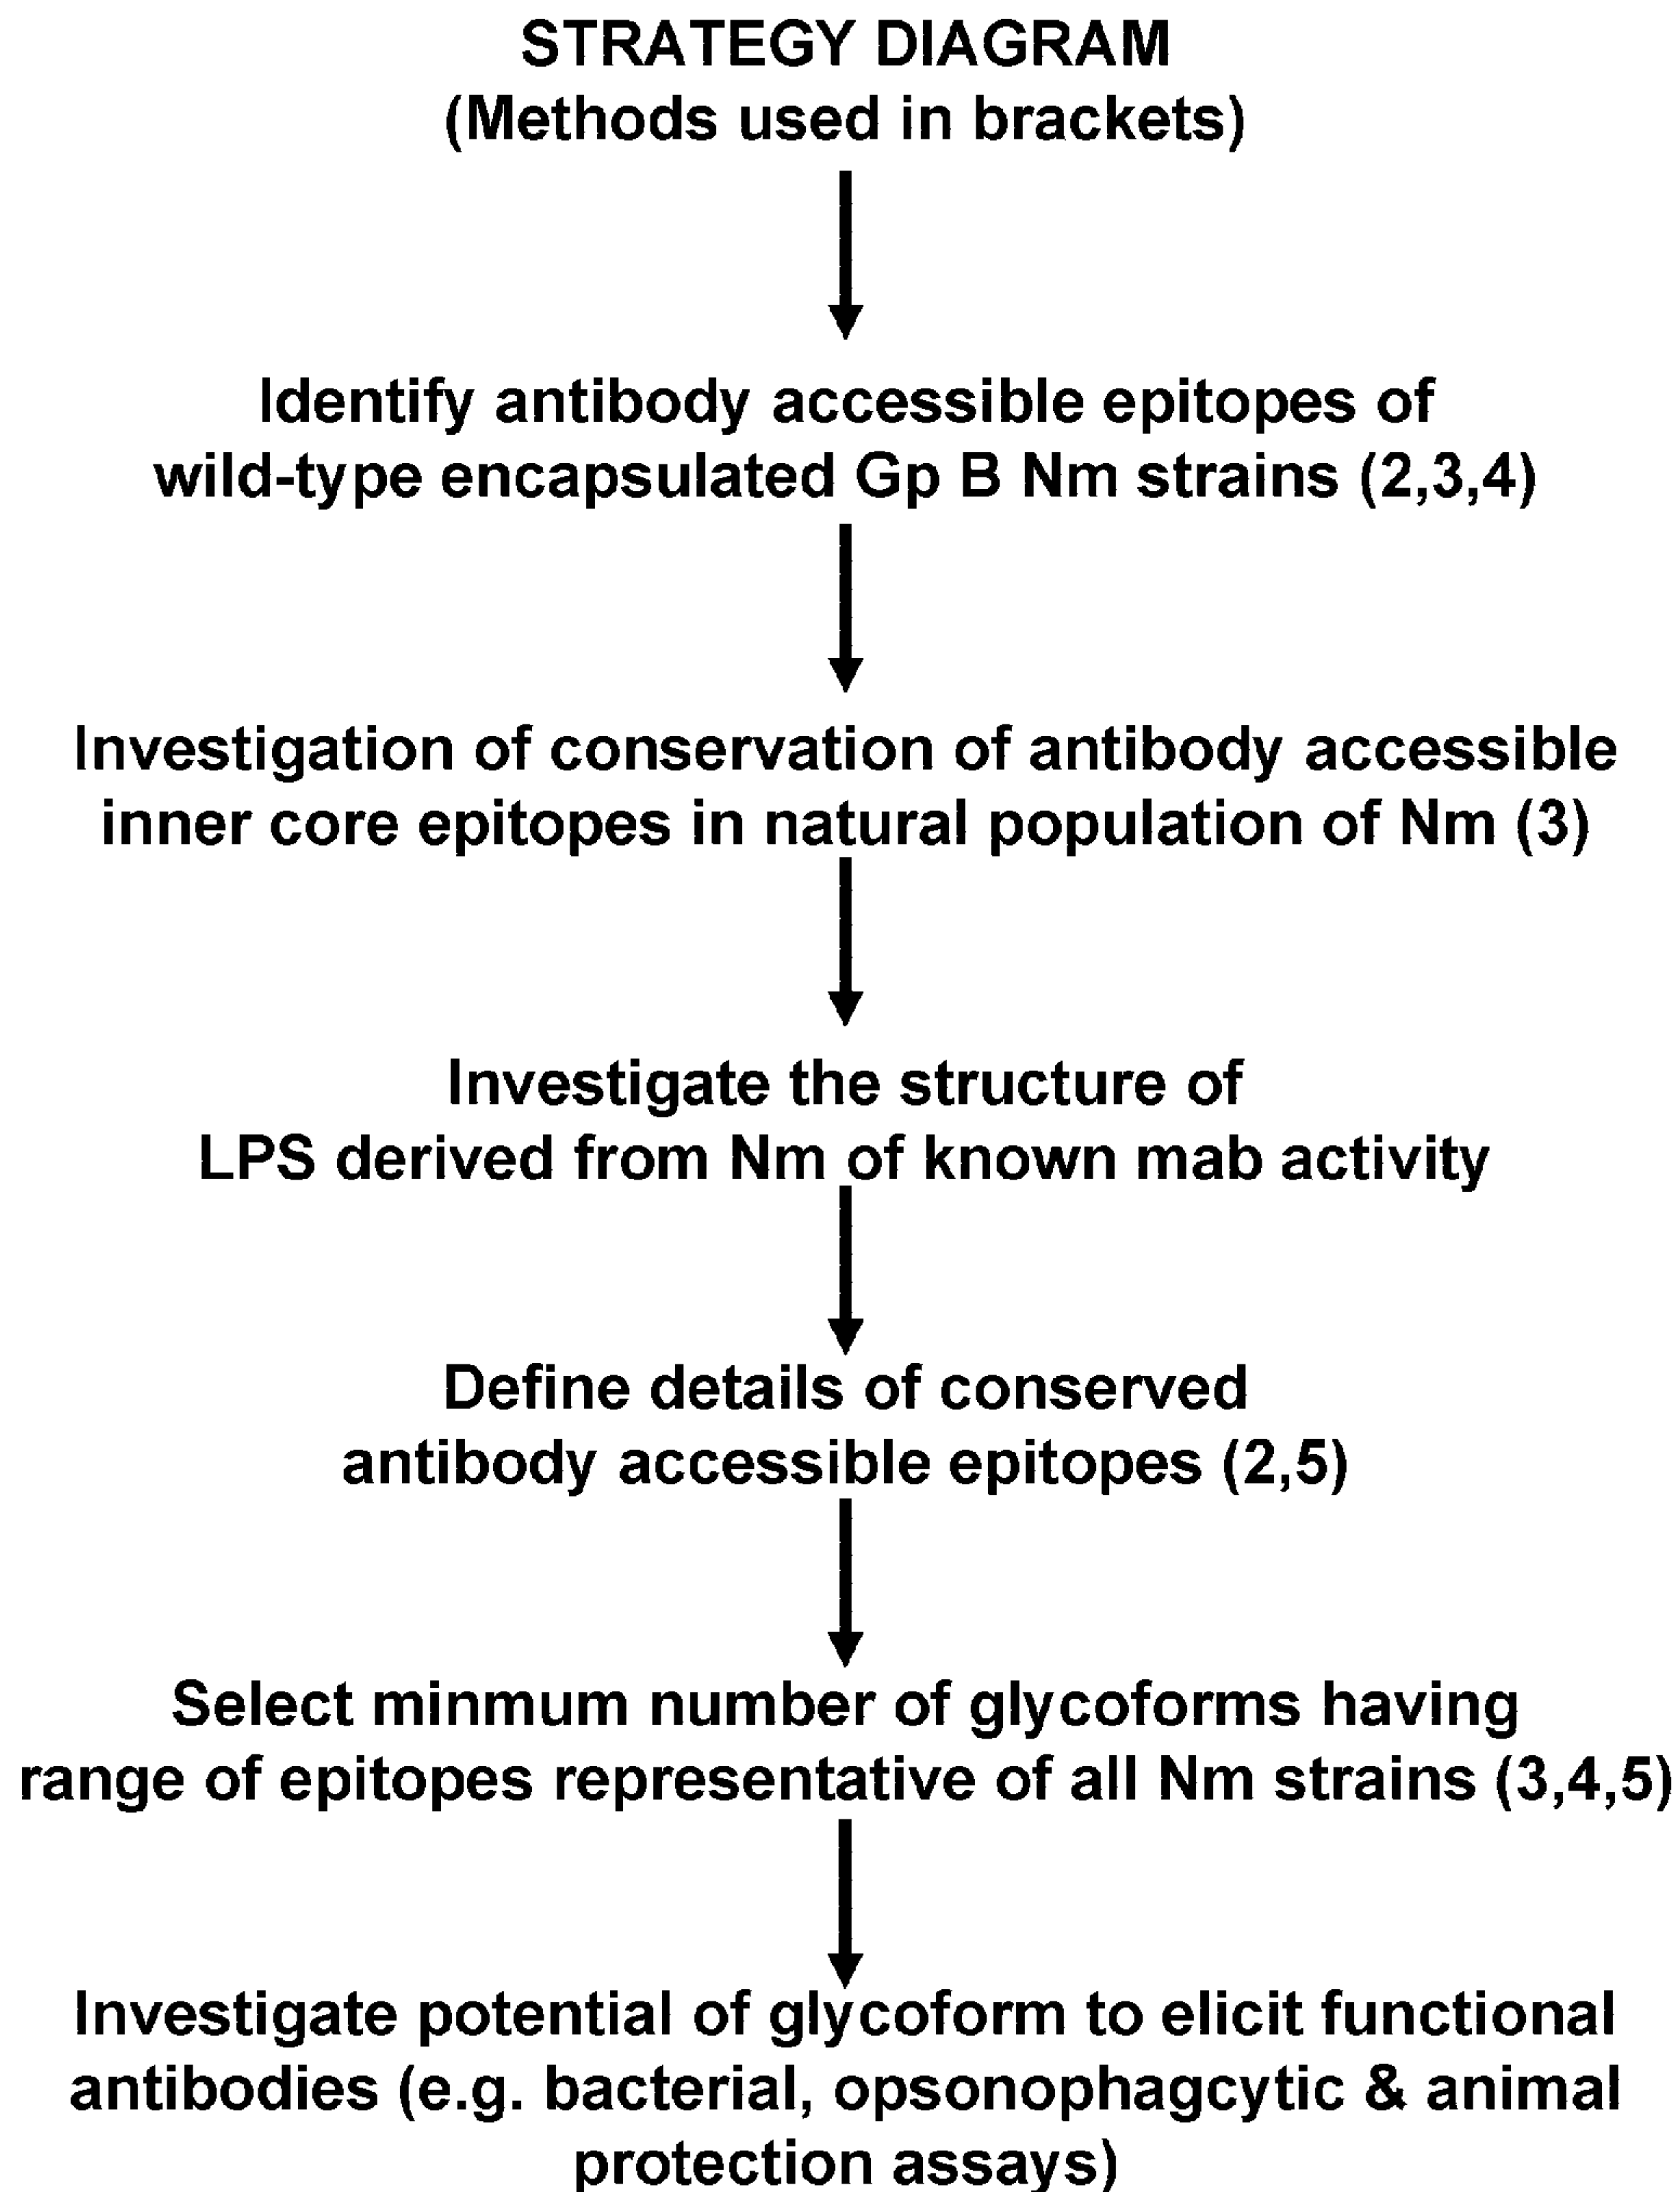 STRATEGY DIAGRAM
(Methods used in brackets)
Identify antibody accessible epitopes of
wild-type encapsulated Gp B Nm strains (2,3,4)
Investigation of conservation of antibody accessible
inner core epitopes in natural population of Nm (3)
Investigate the structure of
LPS derived from Nm of known mab activity
Define details of conserved
antibody accessible epitopes (2,5)
Select minmum number of glycoforms having
range of epitopes representative of all Nm strains (3,4,5)
Investigate potential of glycoform to elicit functional
antibodies (e.g. bacterial, opsonophagcytic & animal
protection assays)